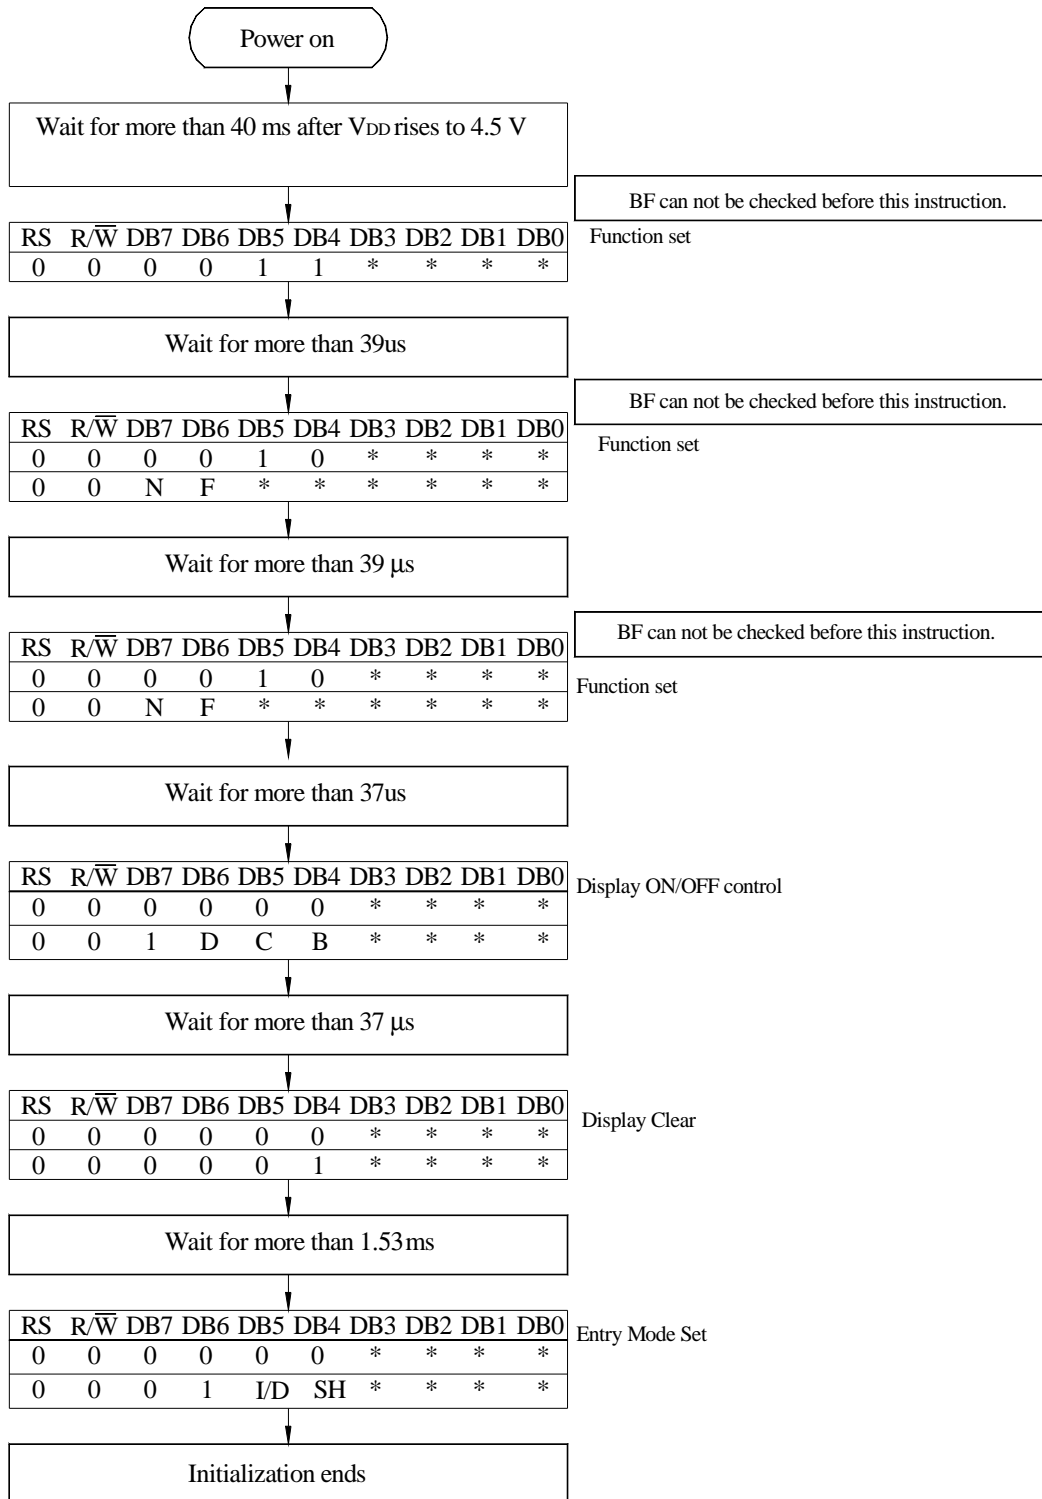 Power on
Wait for more than 40 ms after VDD rises to 4.5 V
BF can not be checked before this instruction.
RS R/W̅ DB7 DB6 DB5 DB4 DB3 DB2 DB1 DB0
Function set
0 0 0 0 1 1 * * * *
Wait for more than 39us
BF can not be checked before this instruction.
RS R/W̅ DB7 DB6 DB5 DB4 DB3 DB2 DB1 DB0
Function set
0 0 0 0 1 0 * * * *
0 0 N F * * * * * *
Wait for more than 39 μs
BF can not be checked before this instruction.
RS R/W̅ DB7 DB6 DB5 DB4 DB3 DB2 DB1 DB0
0 0 0 0 1 0 * * * *
Function set
0 0 N F * * * * * *
Wait for more than 37us
RS R/W̅ DB7 DB6 DB5 DB4 DB3 DB2 DB1 DB0
Display ON/OFF control
0 0 0 0 0 0 * * * *
0 0 1 D C B * * * *
Wait for more than 37 μs
RS R/W̅ DB7 DB6 DB5 DB4 DB3 DB2 DB1 DB0
Display Clear
0 0 0 0 0 0 * * * *
0 0 0 0 0 1 * * * *
Wait for more than 1.53ms
RS R/W̅ DB7 DB6 DB5 DB4 DB3 DB2 DB1 DB0
Entry Mode Set
0 0 0 0 0 0 * * * *
0 0 0 1 I/D SH * * * *
Initialization ends